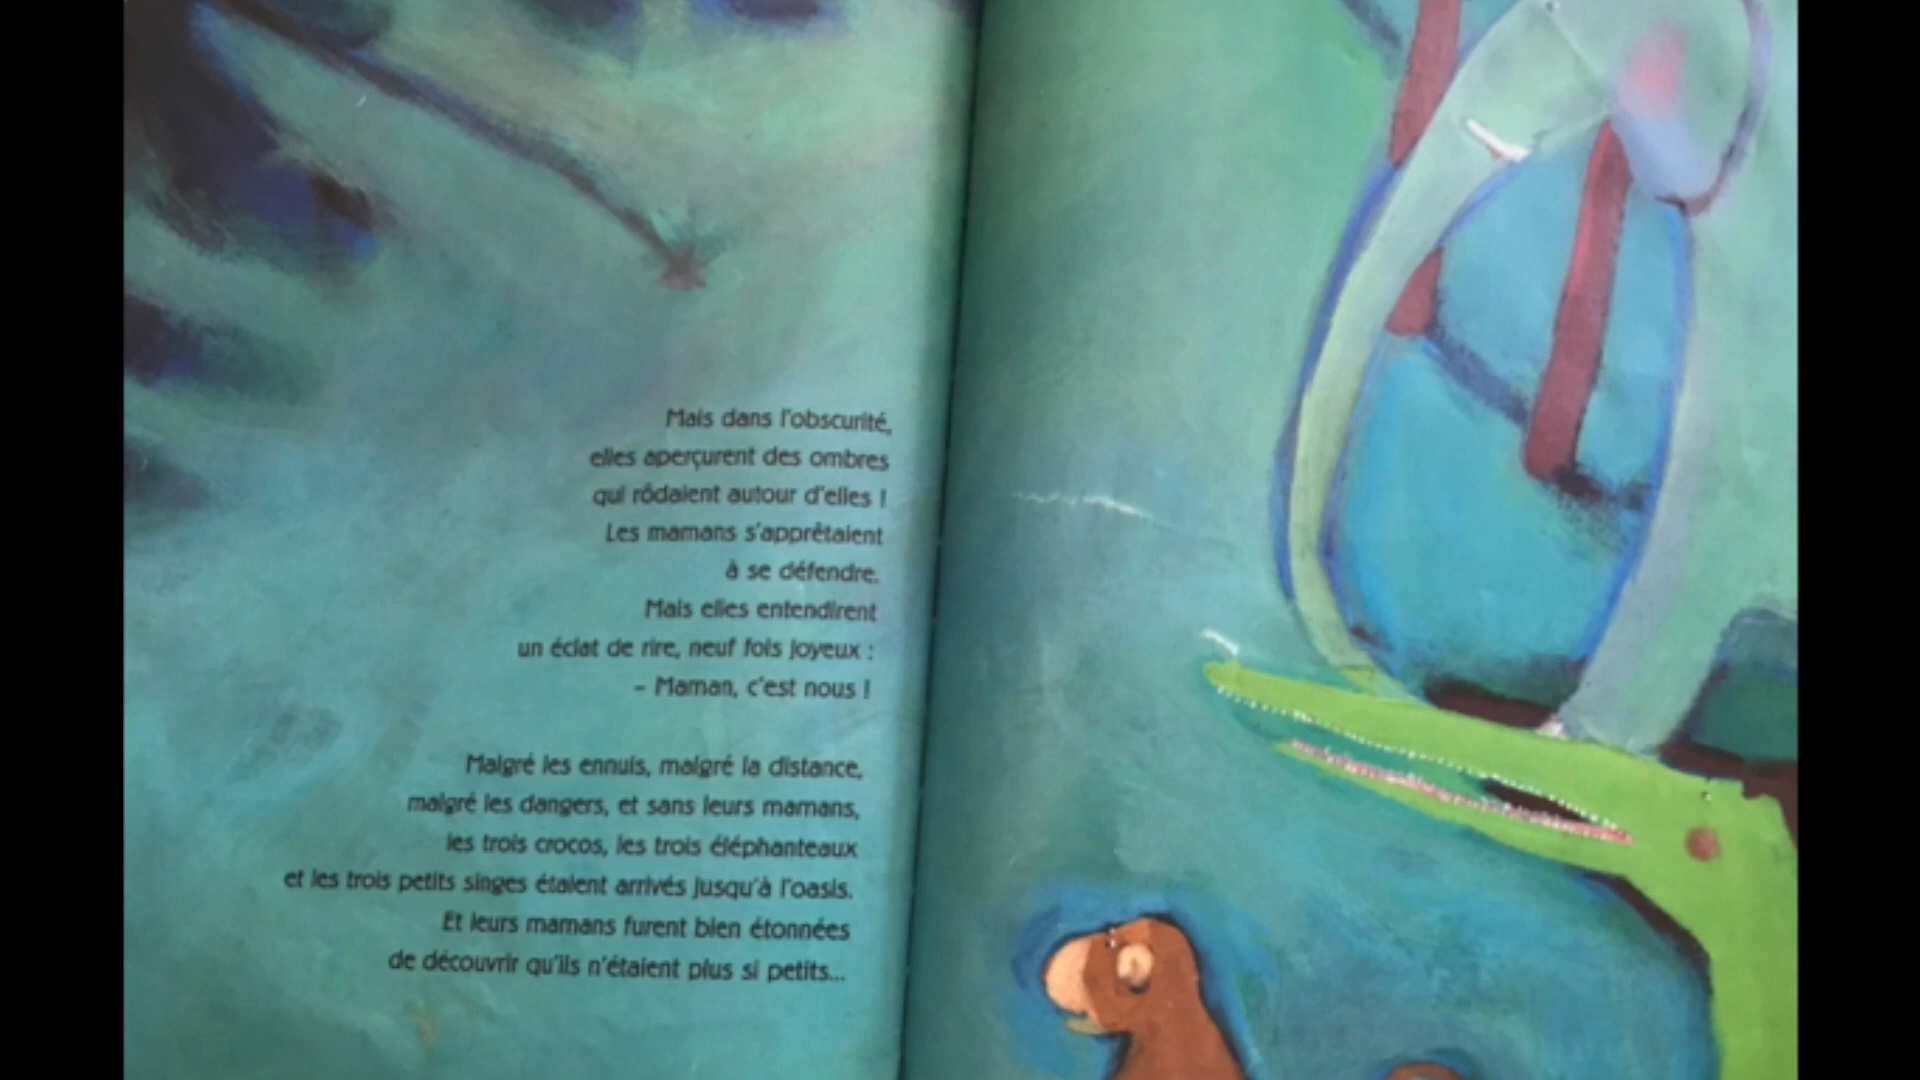 Mais dans l'obscurité,
elles aperçurent des ombres
qui rôdaient autour d'elles !
Les mamans s'apprêtaient
à se défendre.
Mais elles entendirent
un éclat de rire, neuf fois joyeux :
– Maman, c'est nous !
Malgré les ennuis, malgré la distance,
malgré les dangers, et sans leurs mamans,
les trois crocos, les trois éléphanteaux
et les trois petits singes étaient arrivés jusqu'à l'oasis.
Et leurs mamans furent bien étonnées
de découvrir qu'ils n'étaient plus si petits...